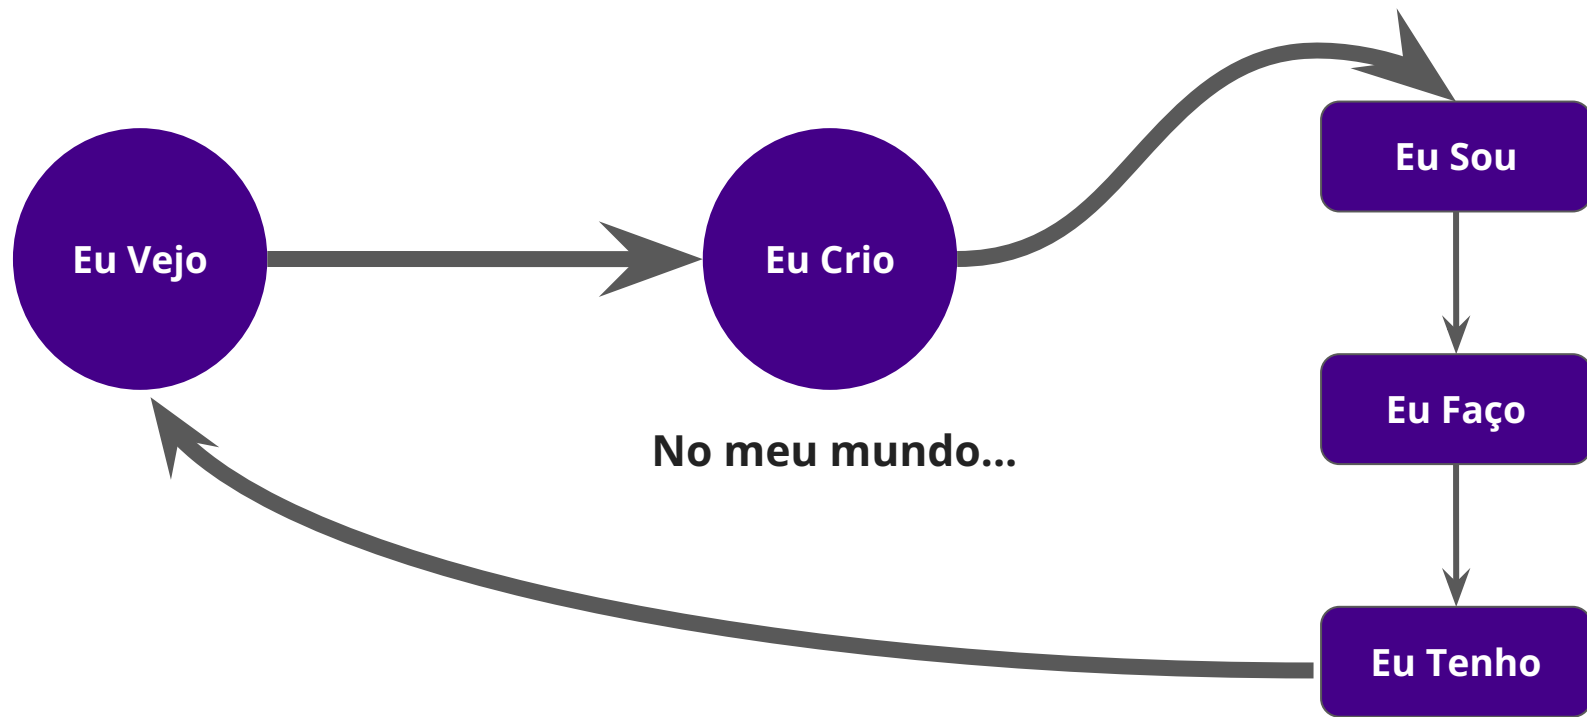 Eu Vejo
Eu Crio
Eu Sou
Eu Faço
No meu mundo...
Eu Tenho